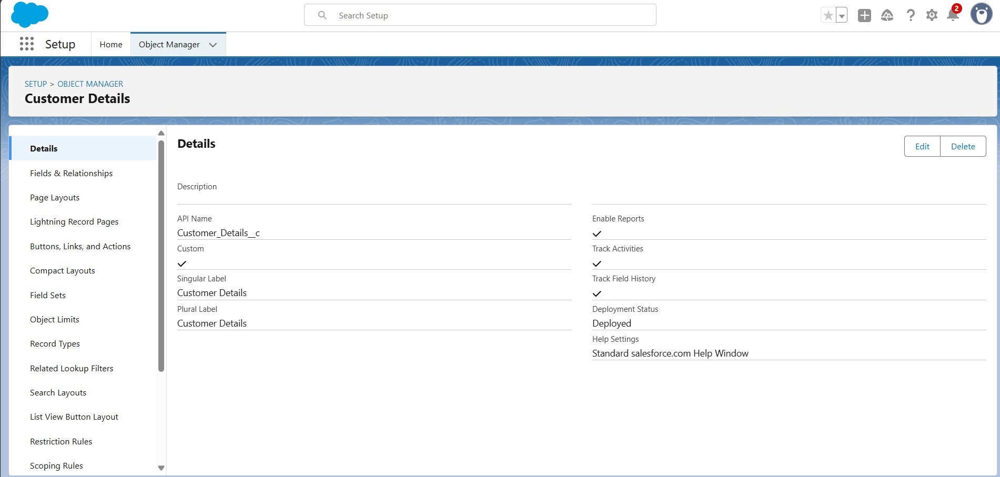 Search Setup
2
Setup
Home
Object Manager
SETUP > OBJECT MANAGER
Customer Details
Details
Fields & Relationships
Page Layouts
Lightning Record Pages
Buttons, Links, and Actions
Compact Layouts
Field Sets
Object Limits
Record Types
Related Lookup Filters
Search Layouts
List View Button Layout
Restriction Rules
Scoping Rules
Details
Edit
Delete
Description
API Name
Customer_Details__c
Custom
Singular Label
Customer Details
Plural Label
Customer Details
Enable Reports
Track Activities
Track Field History
Deployment Status
Deployed
Help Settings
Standard salesforce.com Help Window